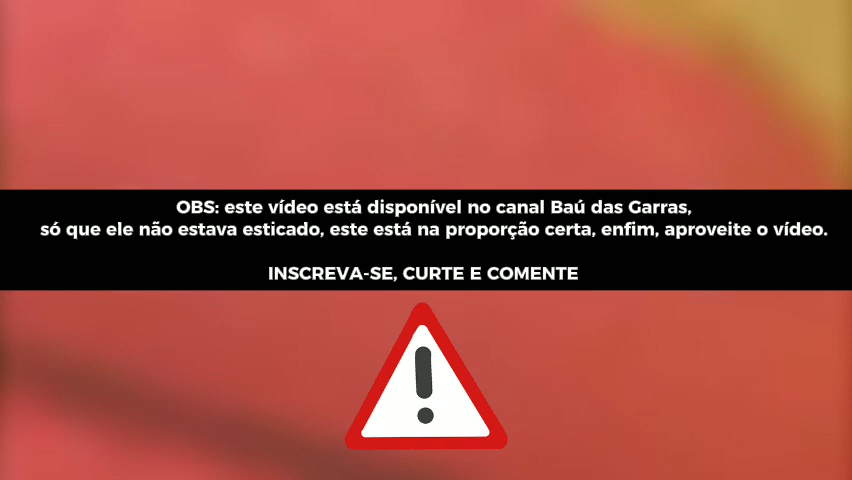 OBS: este vídeo está disponível no canal Baú das Garras,
só que ele não estava esticado, este está na proporção certa, enfim, aproveite o vídeo.
INSCREVA-SE, CURTE E COMENTE